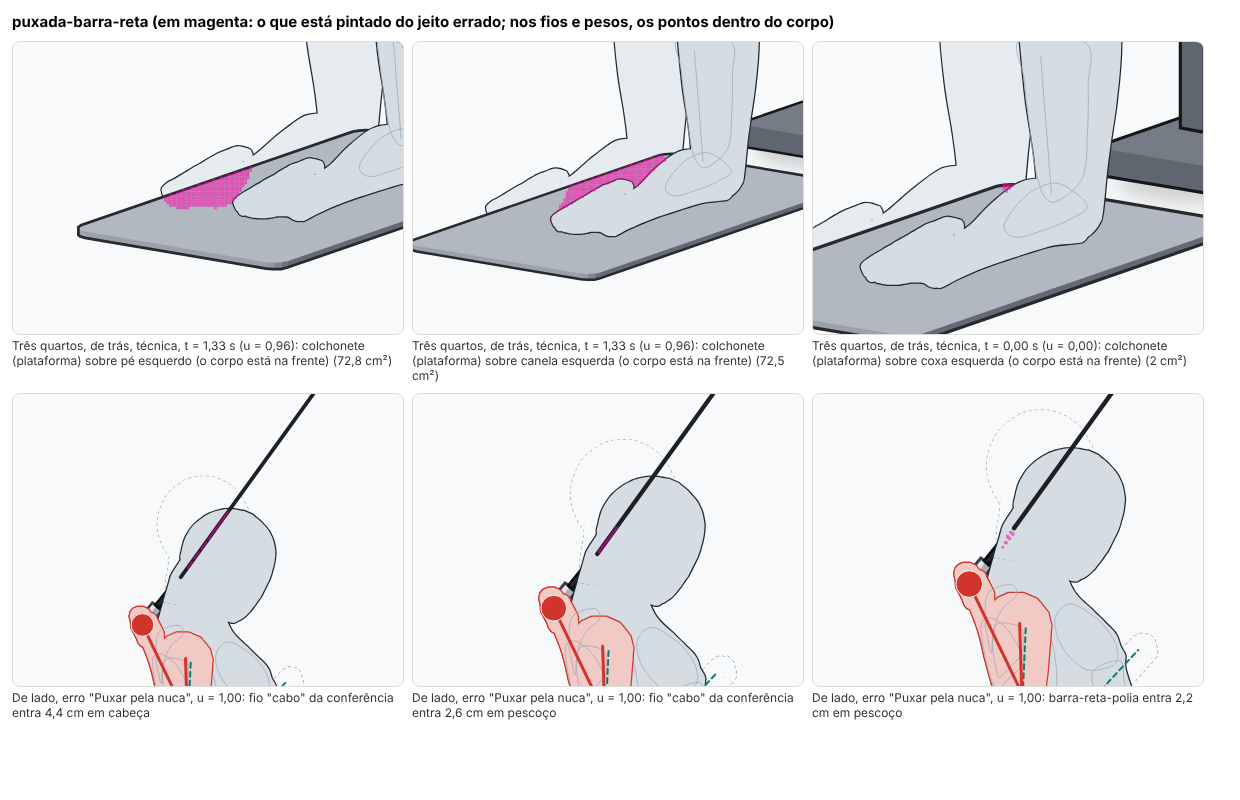 puxada-barra-reta (em magenta: o que está pintado do jeito errado; nos fios e pesos, os pontos dentro do corpo)
Três quartos, de trás, técnica, t = 1,33 s (u = 0,96): colchonete
(plataforma) sobre pé esquerdo (o corpo está na frente) (72,8 cm²)
Três quartos, de trás, técnica, t = 1,33 s (u = 0,96): colchonete
(plataforma) sobre canela esquerda (o corpo está na frente) (72,5
cm²)
Três quartos, de trás, técnica, t = 0,00 s (u = 0,00): colchonete
(plataforma) sobre coxa esquerda (o corpo está na frente) (2 cm²)
De lado, erro "Puxar pela nuca", u = 1,00: fio "cabo" da conferência
entra 4,4 cm em cabeça
De lado, erro "Puxar pela nuca", u = 1,00: fio "cabo" da conferência
entra 2,6 cm em pescoço
De lado, erro "Puxar pela nuca", u = 1,00: barra-reta-polia entra 2,2
cm em pescoço